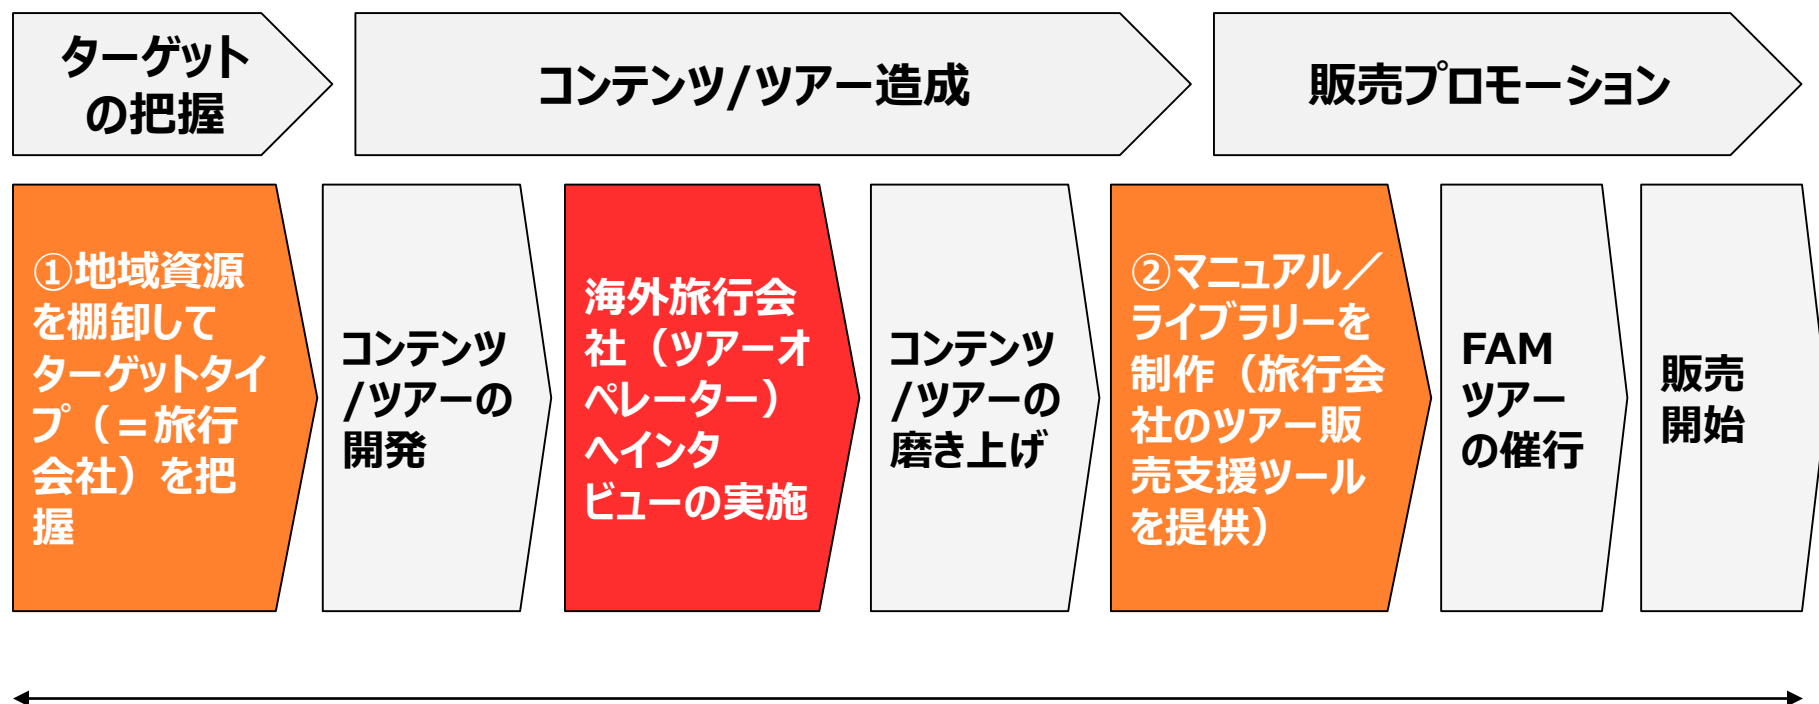 ターゲット
の把握
コンテンツ/ツアー造成
販売プロモーション
①地域資源
を棚卸して
ターゲットタイ
プ（＝旅行
会社）を把
握
コンテンツ
/ツアーの
開発
海外旅行会
社（ツアーオ
ペレーター）
へインタ
ビューの実施
コンテンツ
/ツアーの
磨き上げ
②マニュアル／
ライブラリーを
制作（旅行会
社のツアー販
売支援ツール
を提供）
FAM
ツアー
の催行
販売
開始